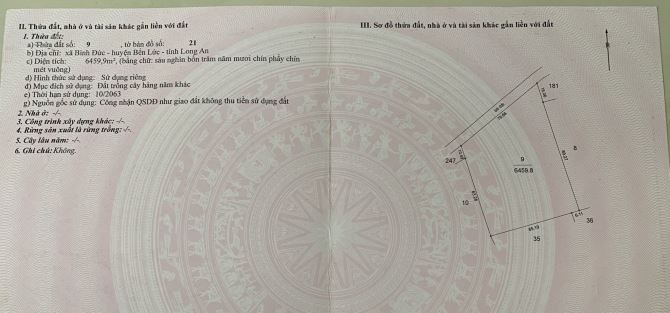 II. Thửa đất, nhà ở và tài sản khác gắn liền với đất
1. Thửa đất:
a) Thửa đất số: 9 , tờ bản đồ số: 21
b) Địa chỉ: xã Bình Đức - huyện Bến Lức - tỉnh Long An
c) Diện tích: 6459,9m², (bằng chữ: sáu nghìn bốn trăm năm mươi chín phẩy chín
mét vuông)
d) Hình thức sử dụng: Sử dụng riêng
đ) Mục đích sử dụng: Đất trồng cây hàng năm khác
e) Thời hạn sử dụng: 10/2063
g) Nguồn gốc sử dụng: Công nhận QSDĐ như giao đất không thu tiền sử dụng đất
2. Nhà ở: -/-
3. Công trình xây dựng khác: -/-
4. Rừng sản xuất là rừng trồng: -/-
5. Cây lâu năm: -/-
6. Ghi chú: Không.
III. Sơ đồ thửa đất, nhà ở và tài sản khác gắn liền với đất
181
247
8
9
6459.8
10
36
35